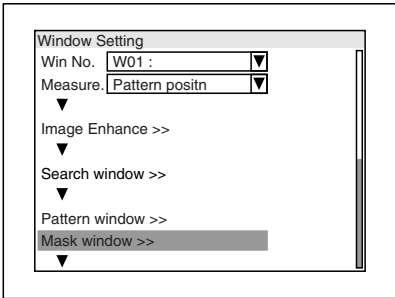 Window Setting
Win No. W01 : ▼
Measure. Pattern positn ▼
▼
Image Enhance >>
▼
Search window >>
▼
Pattern window >>
Mask window >>
▼